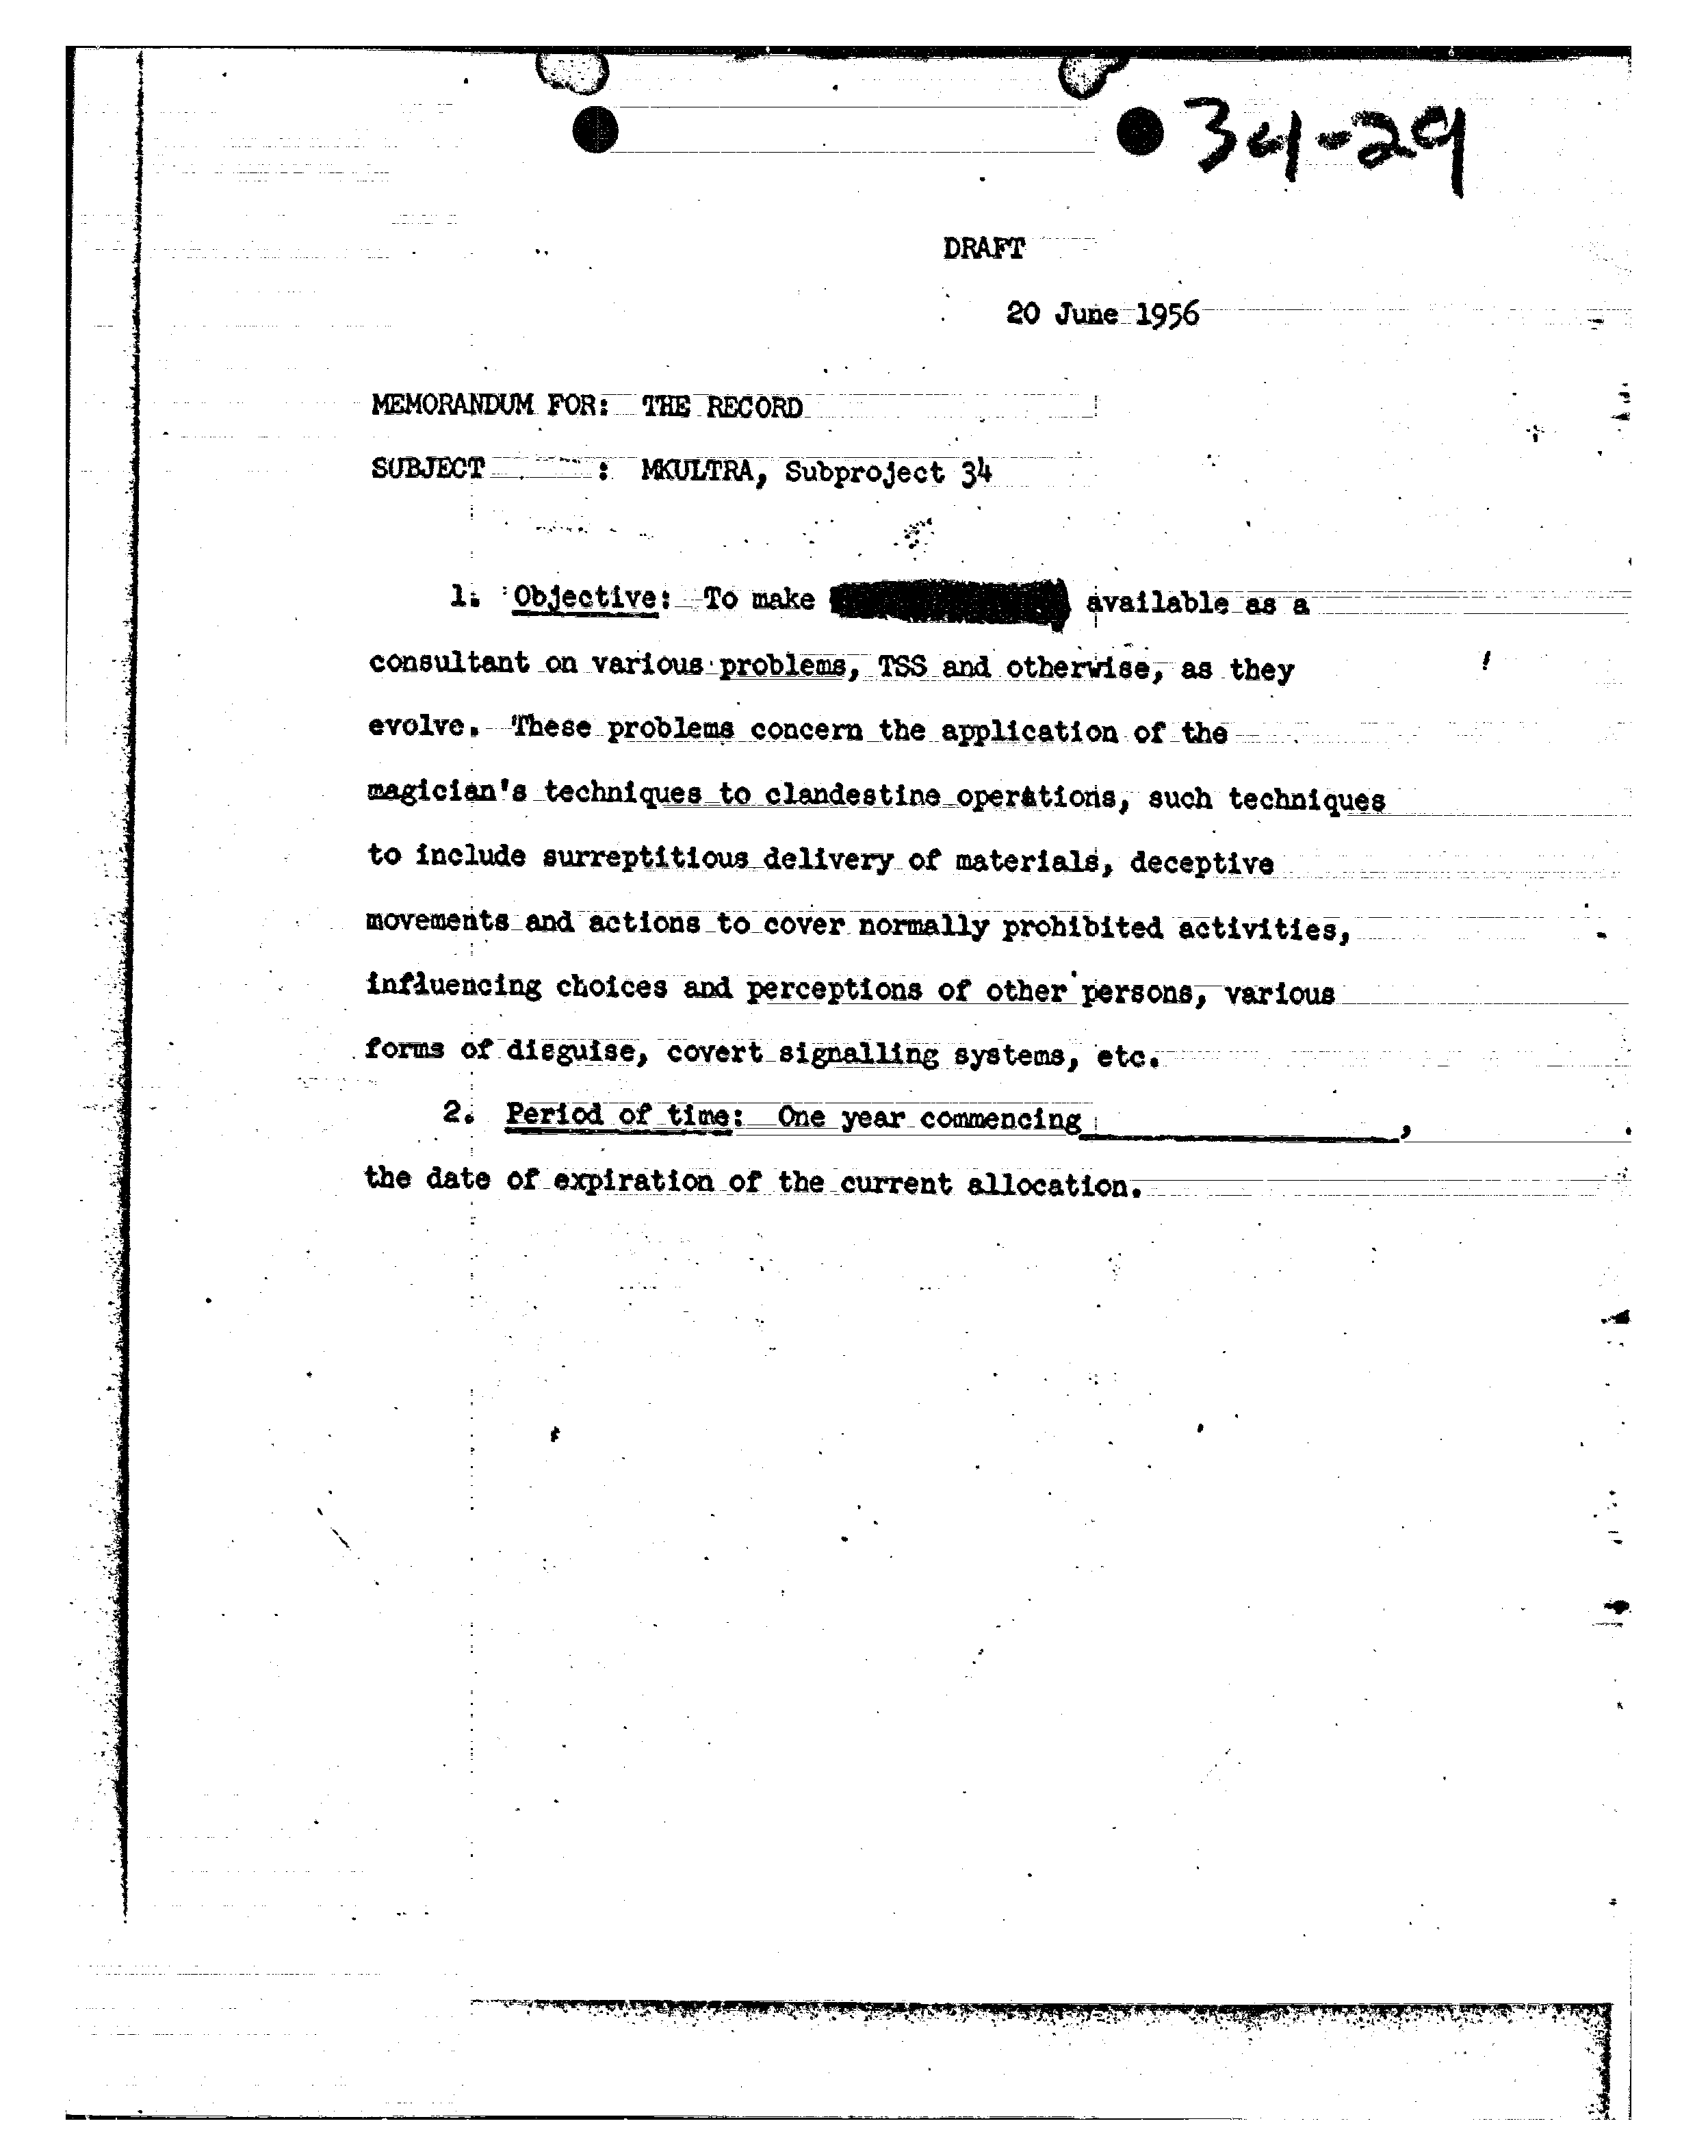 34-29
DRAFT
20 June 1956
MEMORANDUM FOR: THE RECORD
SUBJECT : MKULTRA, Subproject 34
1. Objective: To make available as a
consultant on various problems, TSS and otherwise, as they
evolve. These problems concern the application of the
magician's techniques to clandestine operations, such techniques
to include surreptitious delivery of materials, deceptive
movements and actions to cover normally prohibited activities,
influencing choices and perceptions of other persons, various
forms of disguise, covert signalling systems, etc.
2. Period of time: One year commencing ,
the date of expiration of the current allocation.